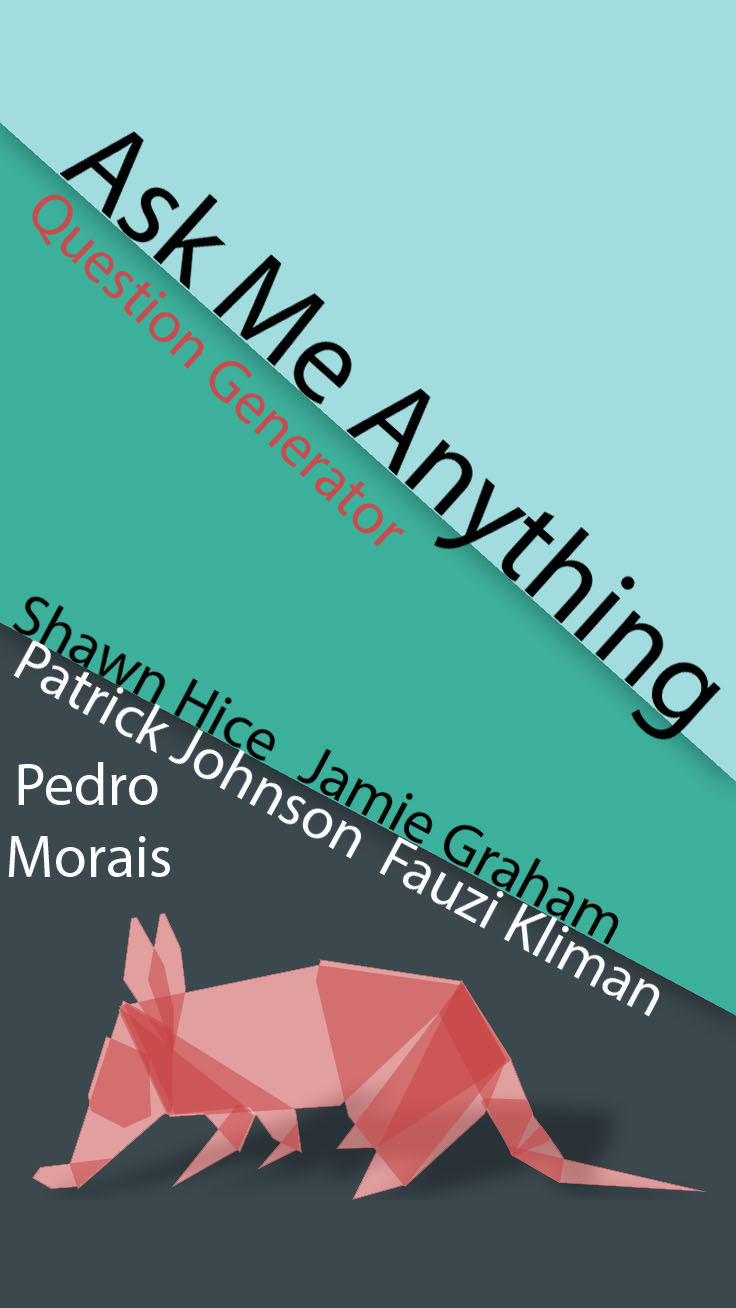 Ask Me Anything
Question Generator
Shawn Hice Jamie Graham
Patrick Johnson Fauzi Kliman
Pedro
Morais